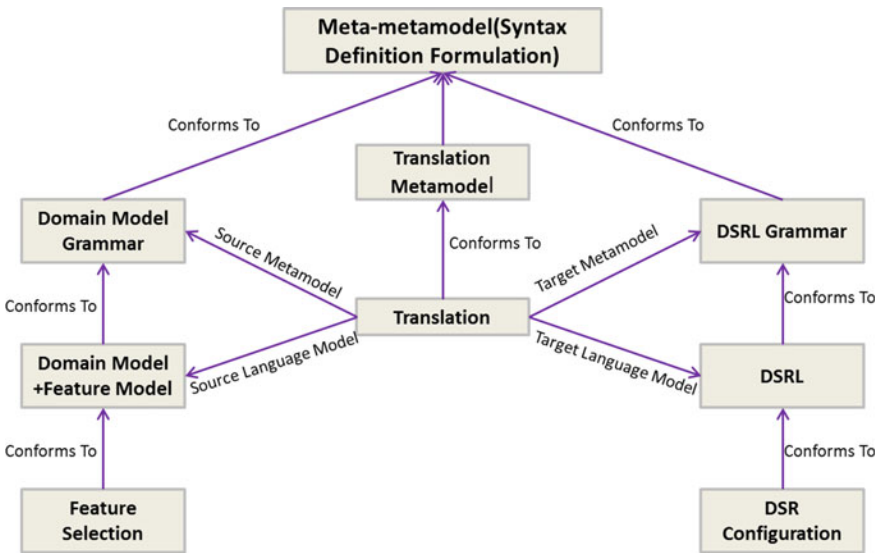 Meta-metamodel(Syntax
Definition Formulation)
Conforms To
Conforms To
Translation
Metamodel
Domain Model
Grammar
Source Metamodel
Conforms To
Target Metamodel
DSRL Grammar
Conforms To
Translation
Conforms To
Domain Model
+Feature Model
Source Language Model
Target Language Model
DSRL
Conforms To
Conforms To
Feature
Selection
DSR
Configuration